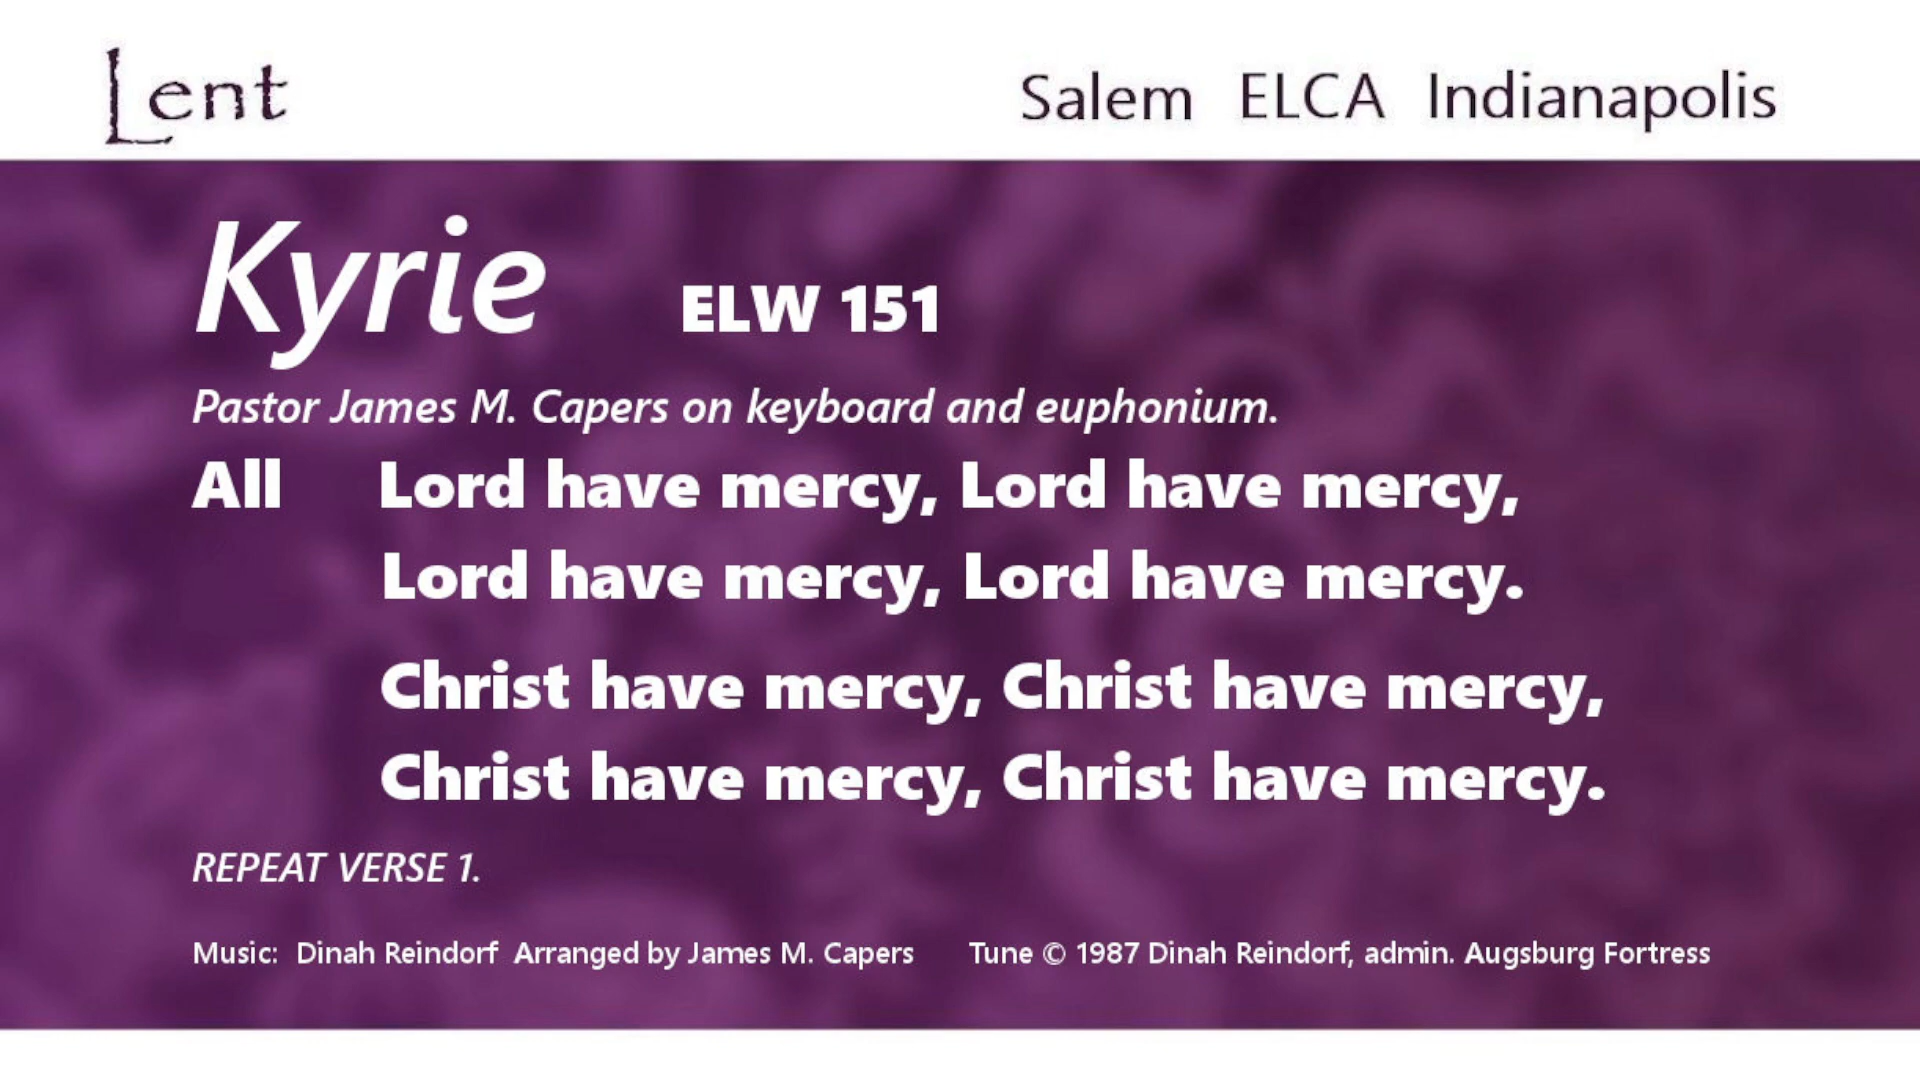 Lent
Salem ELCA Indianapolis
Kyrie ELW 151
Pastor James M. Capers on keyboard and euphonium.
All Lord have mercy, Lord have mercy,
Lord have mercy, Lord have mercy.
Christ have mercy, Christ have mercy,
Christ have mercy, Christ have mercy.
REPEAT VERSE 1.
Music: Dinah Reindorf Arranged by James M. Capers Tune © 1987 Dinah Reindorf, admin. Augsburg Fortress